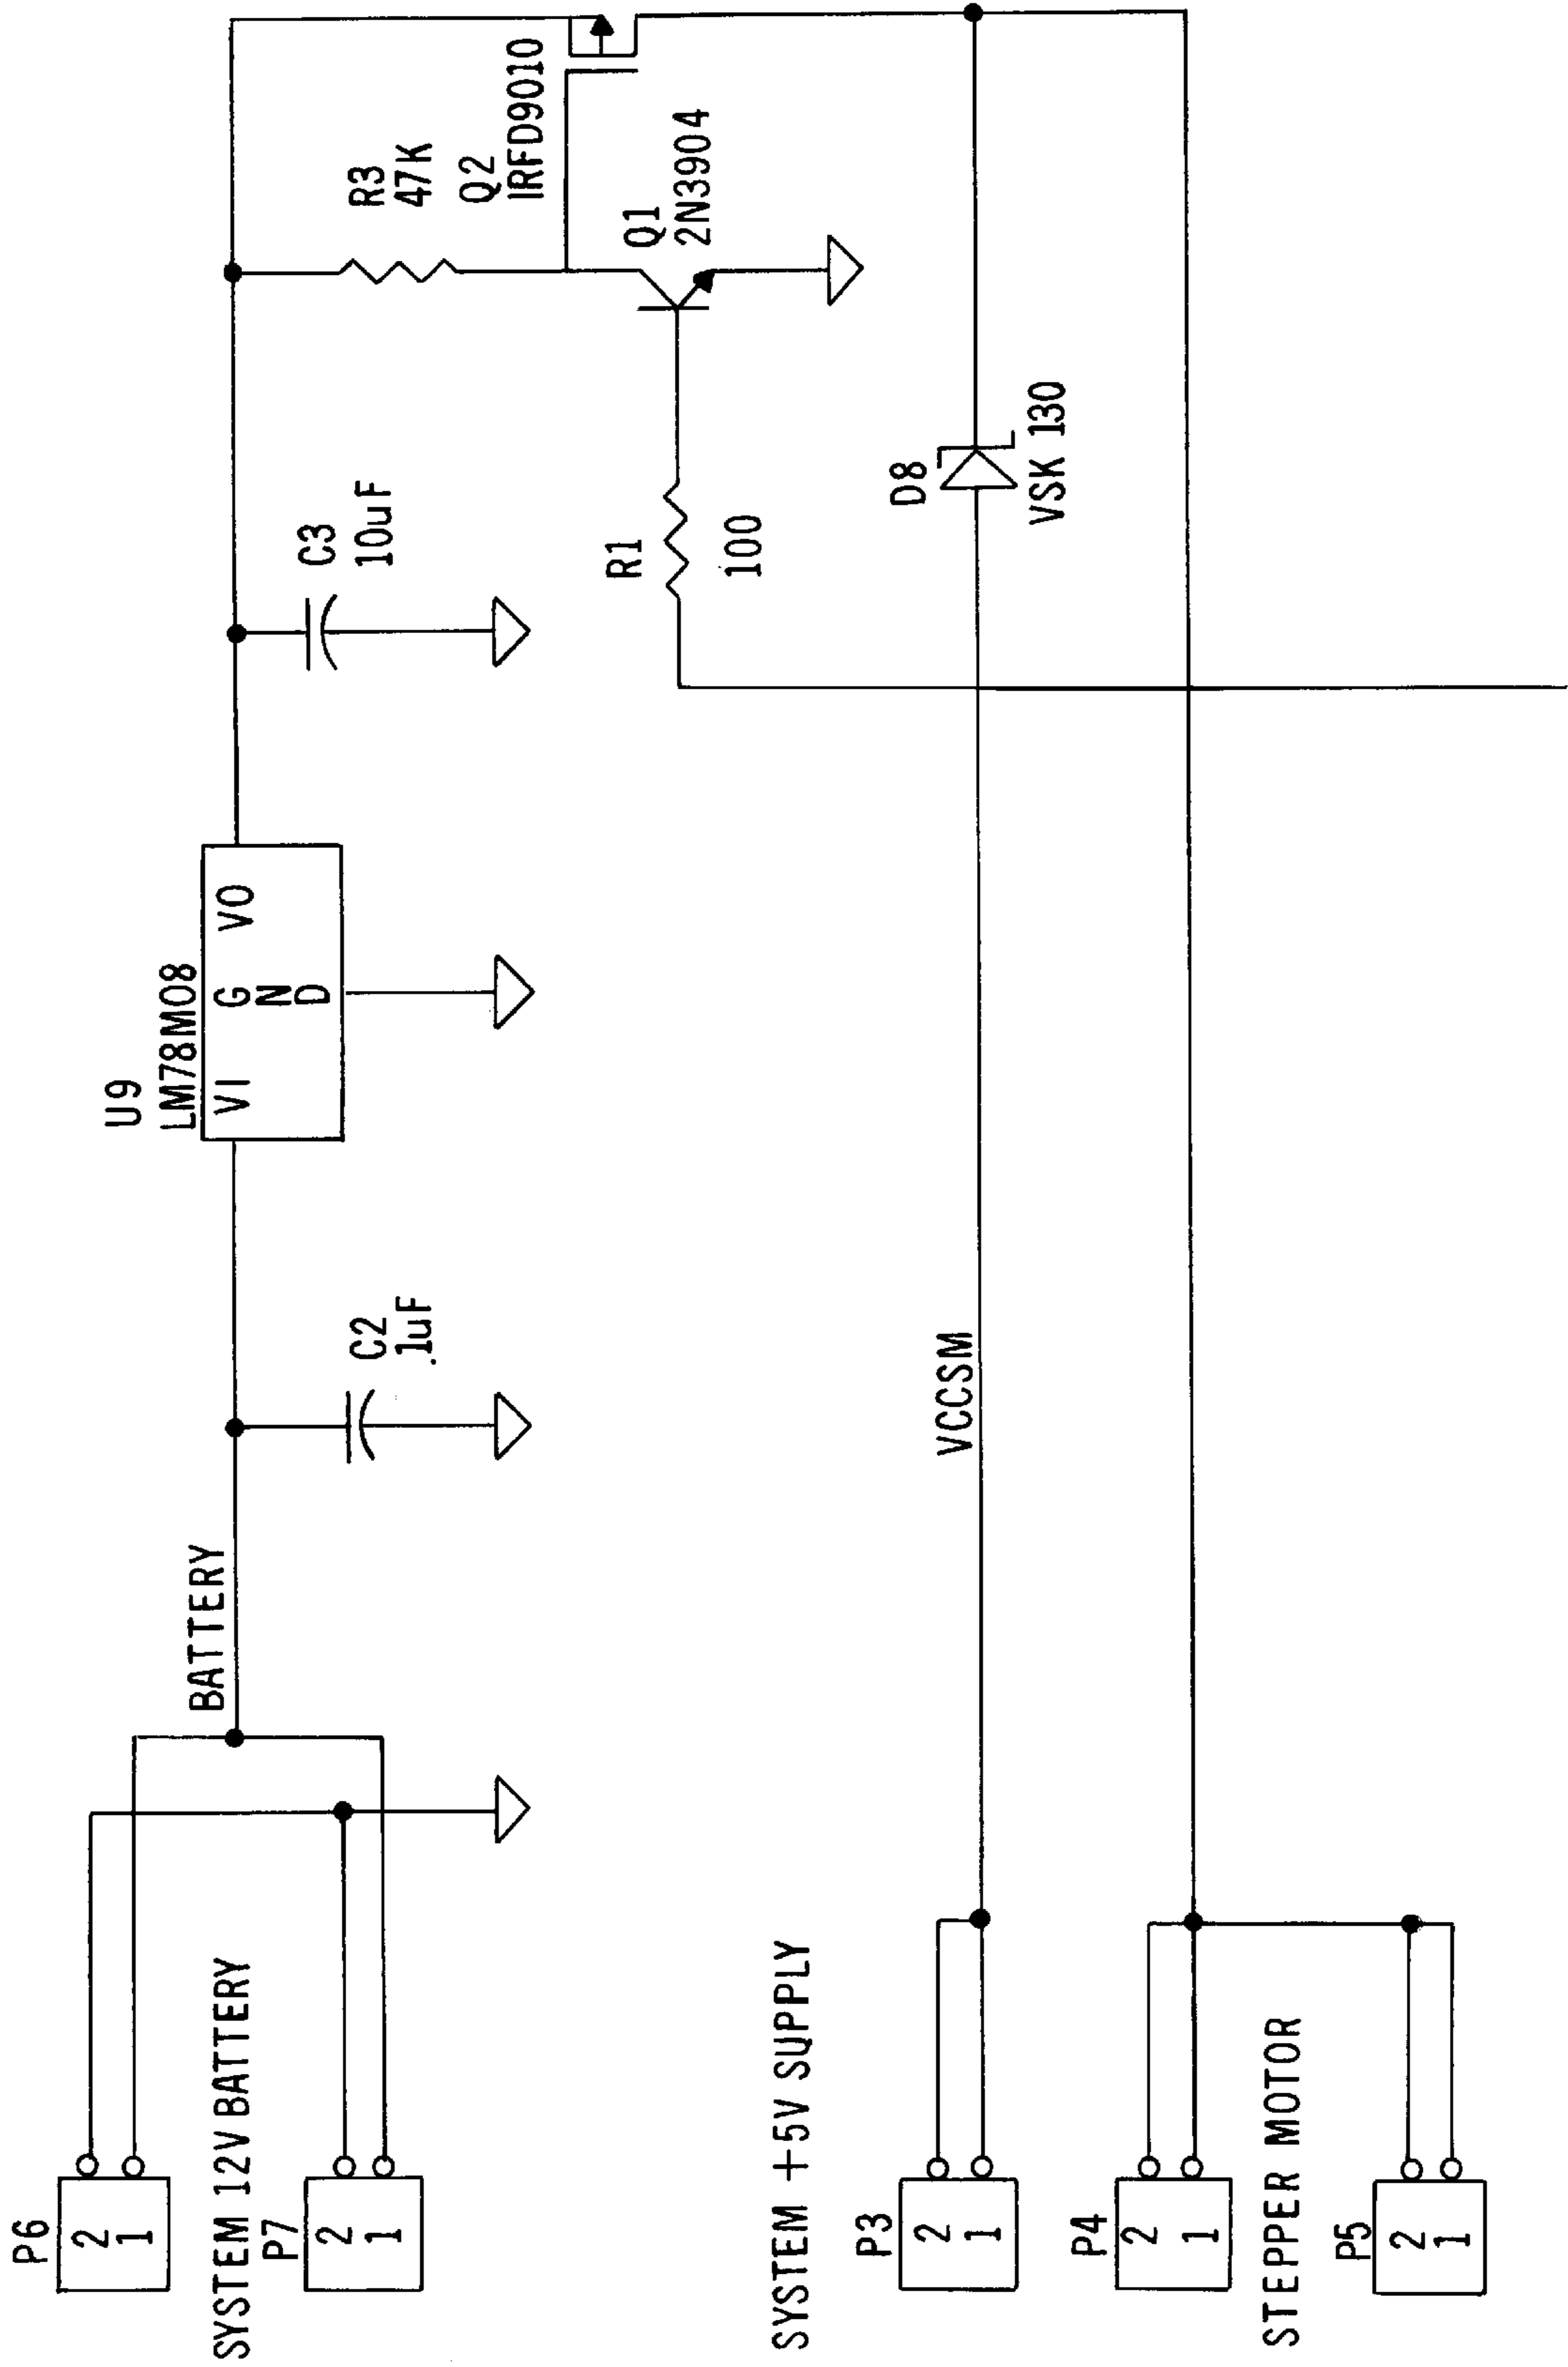 P6
2
1
SYSTEM 12V BATTERY
P7
2
1
BATTERY
C2
.1uF
U9
LM78M08
VI
GND
VO
C3
10uF
R3
47K
Q2
IRFD9010
Q1
2N3904
R1
100
D8
VSK 130
VCCSM
SYSTEM +5V SUPPLY
P3
2
1
P4
2
1
STEPPER MOTOR
P5
2
1